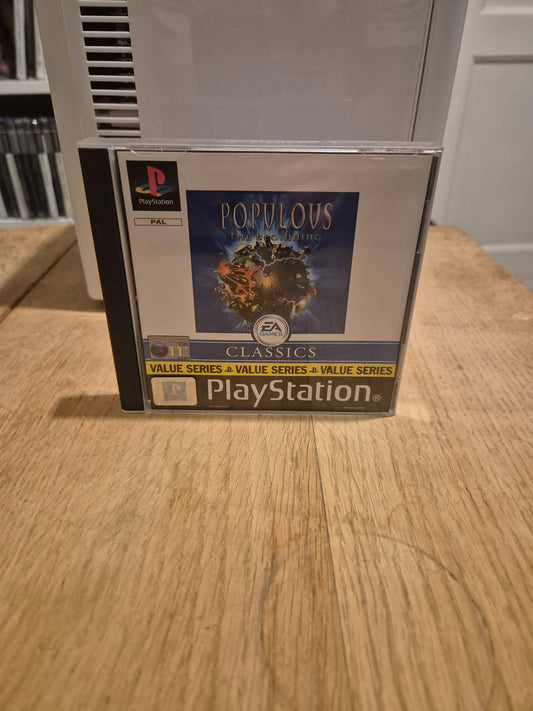 PlayStation
PAL
POPULOUS
THE BEGINNING
EA
GAMES
CLASSICS
11+
VALUE SERIES VALUE SERIES VALUE SERIES
PlayStation®